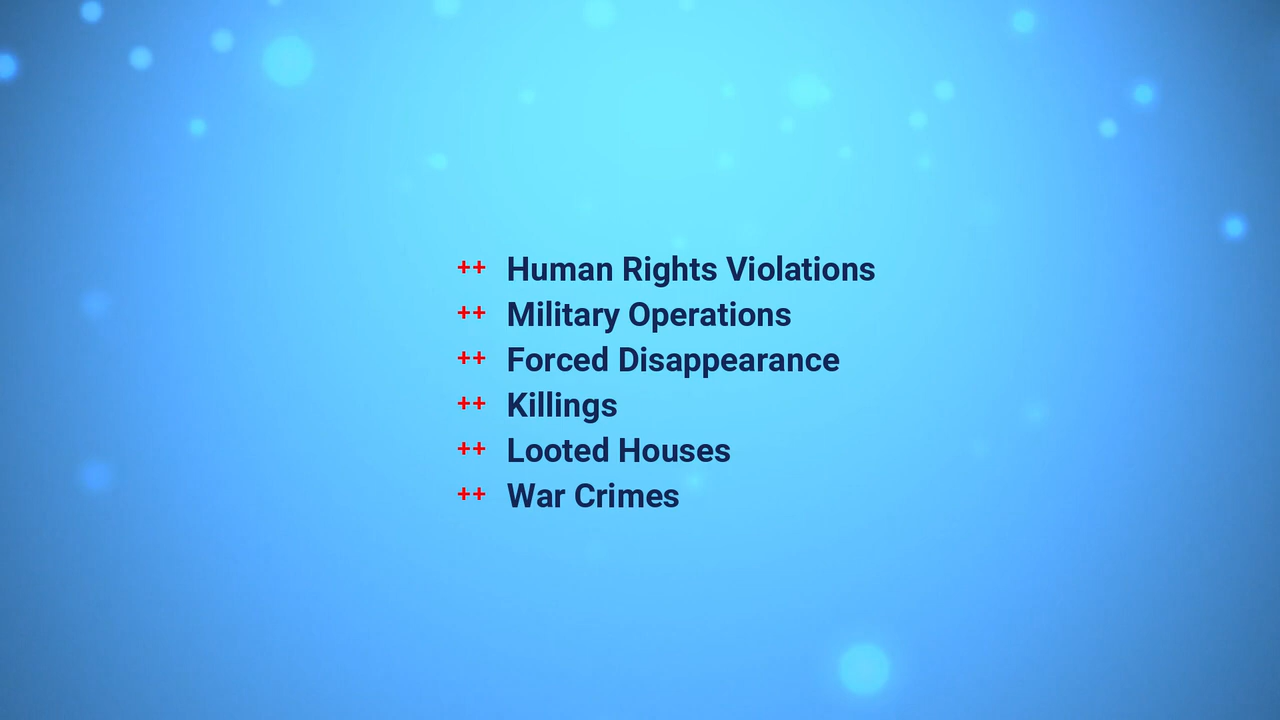 ++ Human Rights Violations
++ Military Operations
++ Forced Disappearance
++ Killings
++ Looted Houses
++ War Crimes